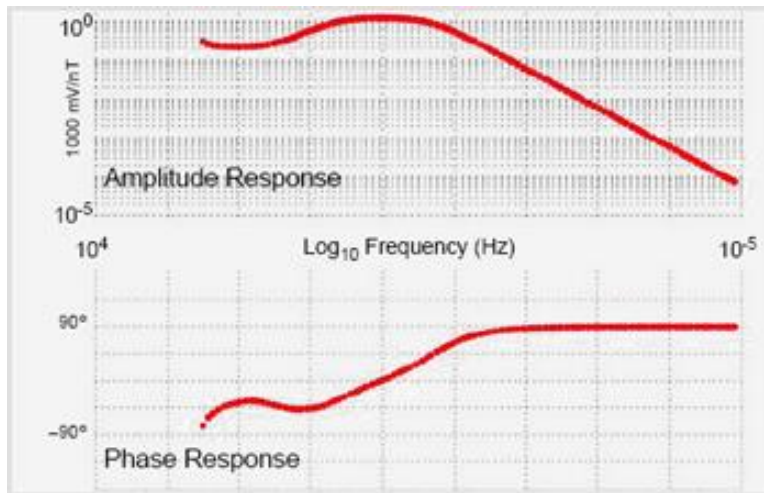 10⁰
1000 mV/nT
Amplitude Response
10⁻⁵
10⁴ Log₁₀ Frequency (Hz) 10⁻⁵
90°
−90°
Phase Response